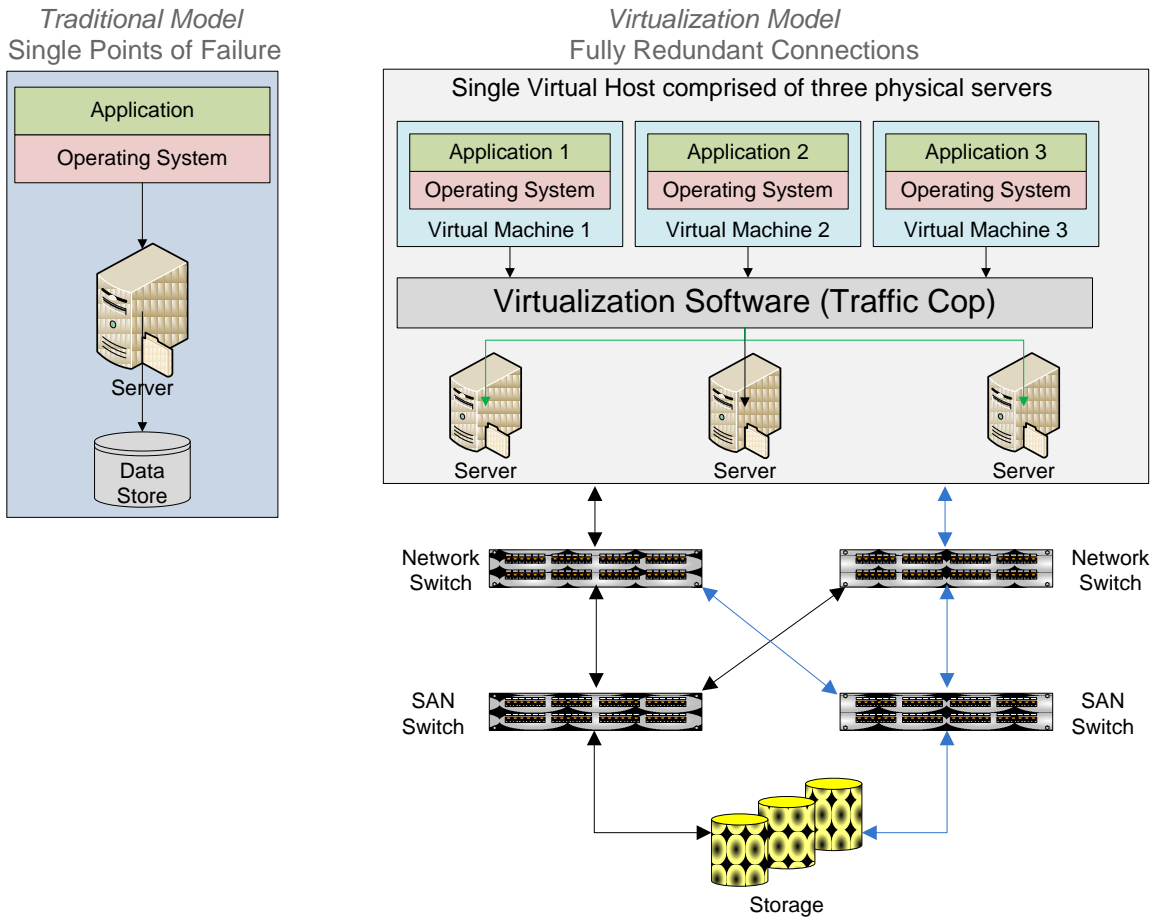 Traditional Model
Single Points of Failure
Application
Operating System
Server
Data
Store
Virtualization Model
Fully Redundant Connections
Single Virtual Host comprised of three physical servers
Application 1
Operating System
Virtual Machine 1
Application 2
Operating System
Virtual Machine 2
Application 3
Operating System
Virtual Machine 3
Virtualization Software (Traffic Cop)
Server
Server
Server
Network
Switch
Network
Switch
SAN
Switch
SAN
Switch
Storage